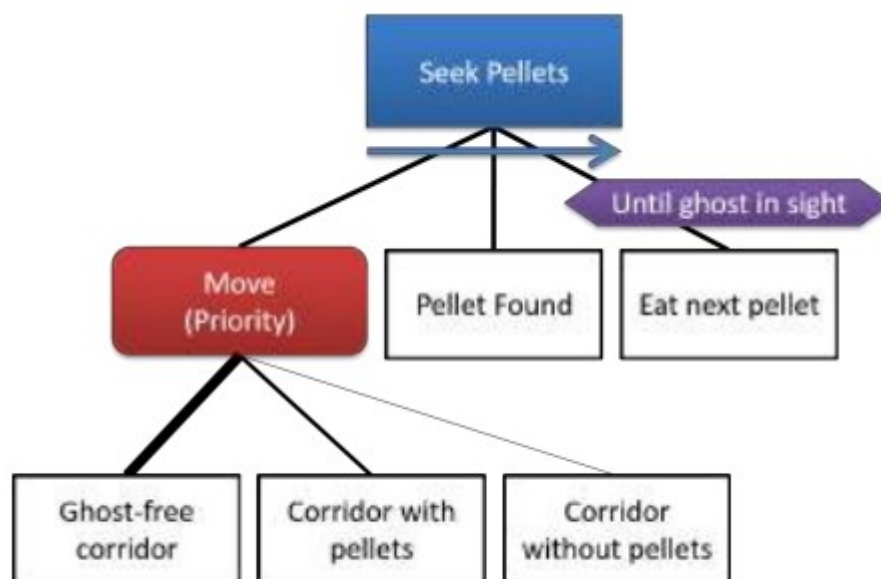 Seek Pellets
Until ghost in sight
Move
(Priority)
Pellet Found
Eat next pellet
Ghost-free
corridor
Corridor with
pellets
Corridor
without pellets